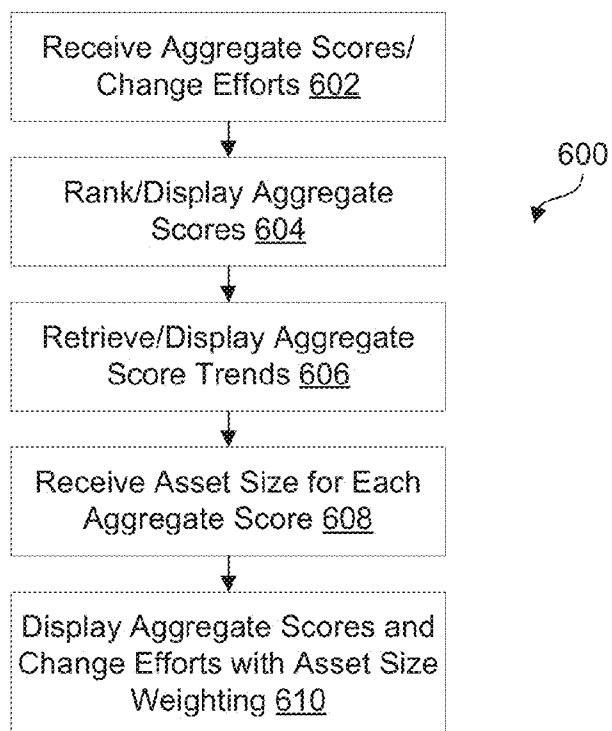 Receive Aggregate Scores/
Change Efforts 602
600
Rank/Display Aggregate
Scores 604
Retrieve/Display Aggregate
Score Trends 606
Receive Asset Size for Each
Aggregate Score 608
Display Aggregate Scores and
Change Efforts with Asset Size
Weighting 610